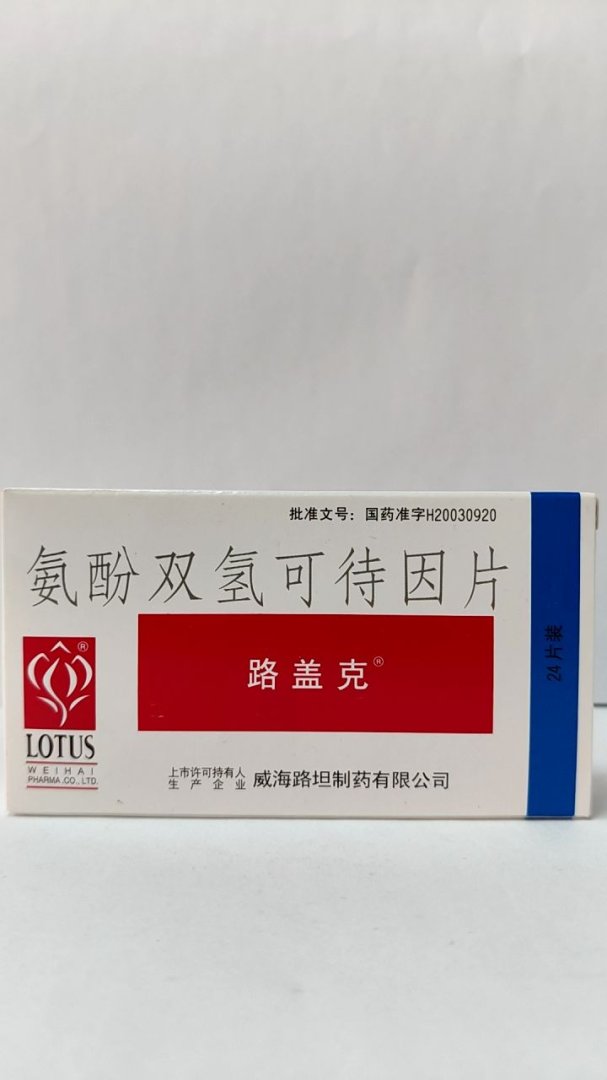 批准文号：国药准字H20030920
氨酚双氢可待因片
路盖克®
®
LOTUS
WEIHAI
PHARMA.CO.,LTD.
上市许可持有人
生产企业
威海路坦制药有限公司
24片装